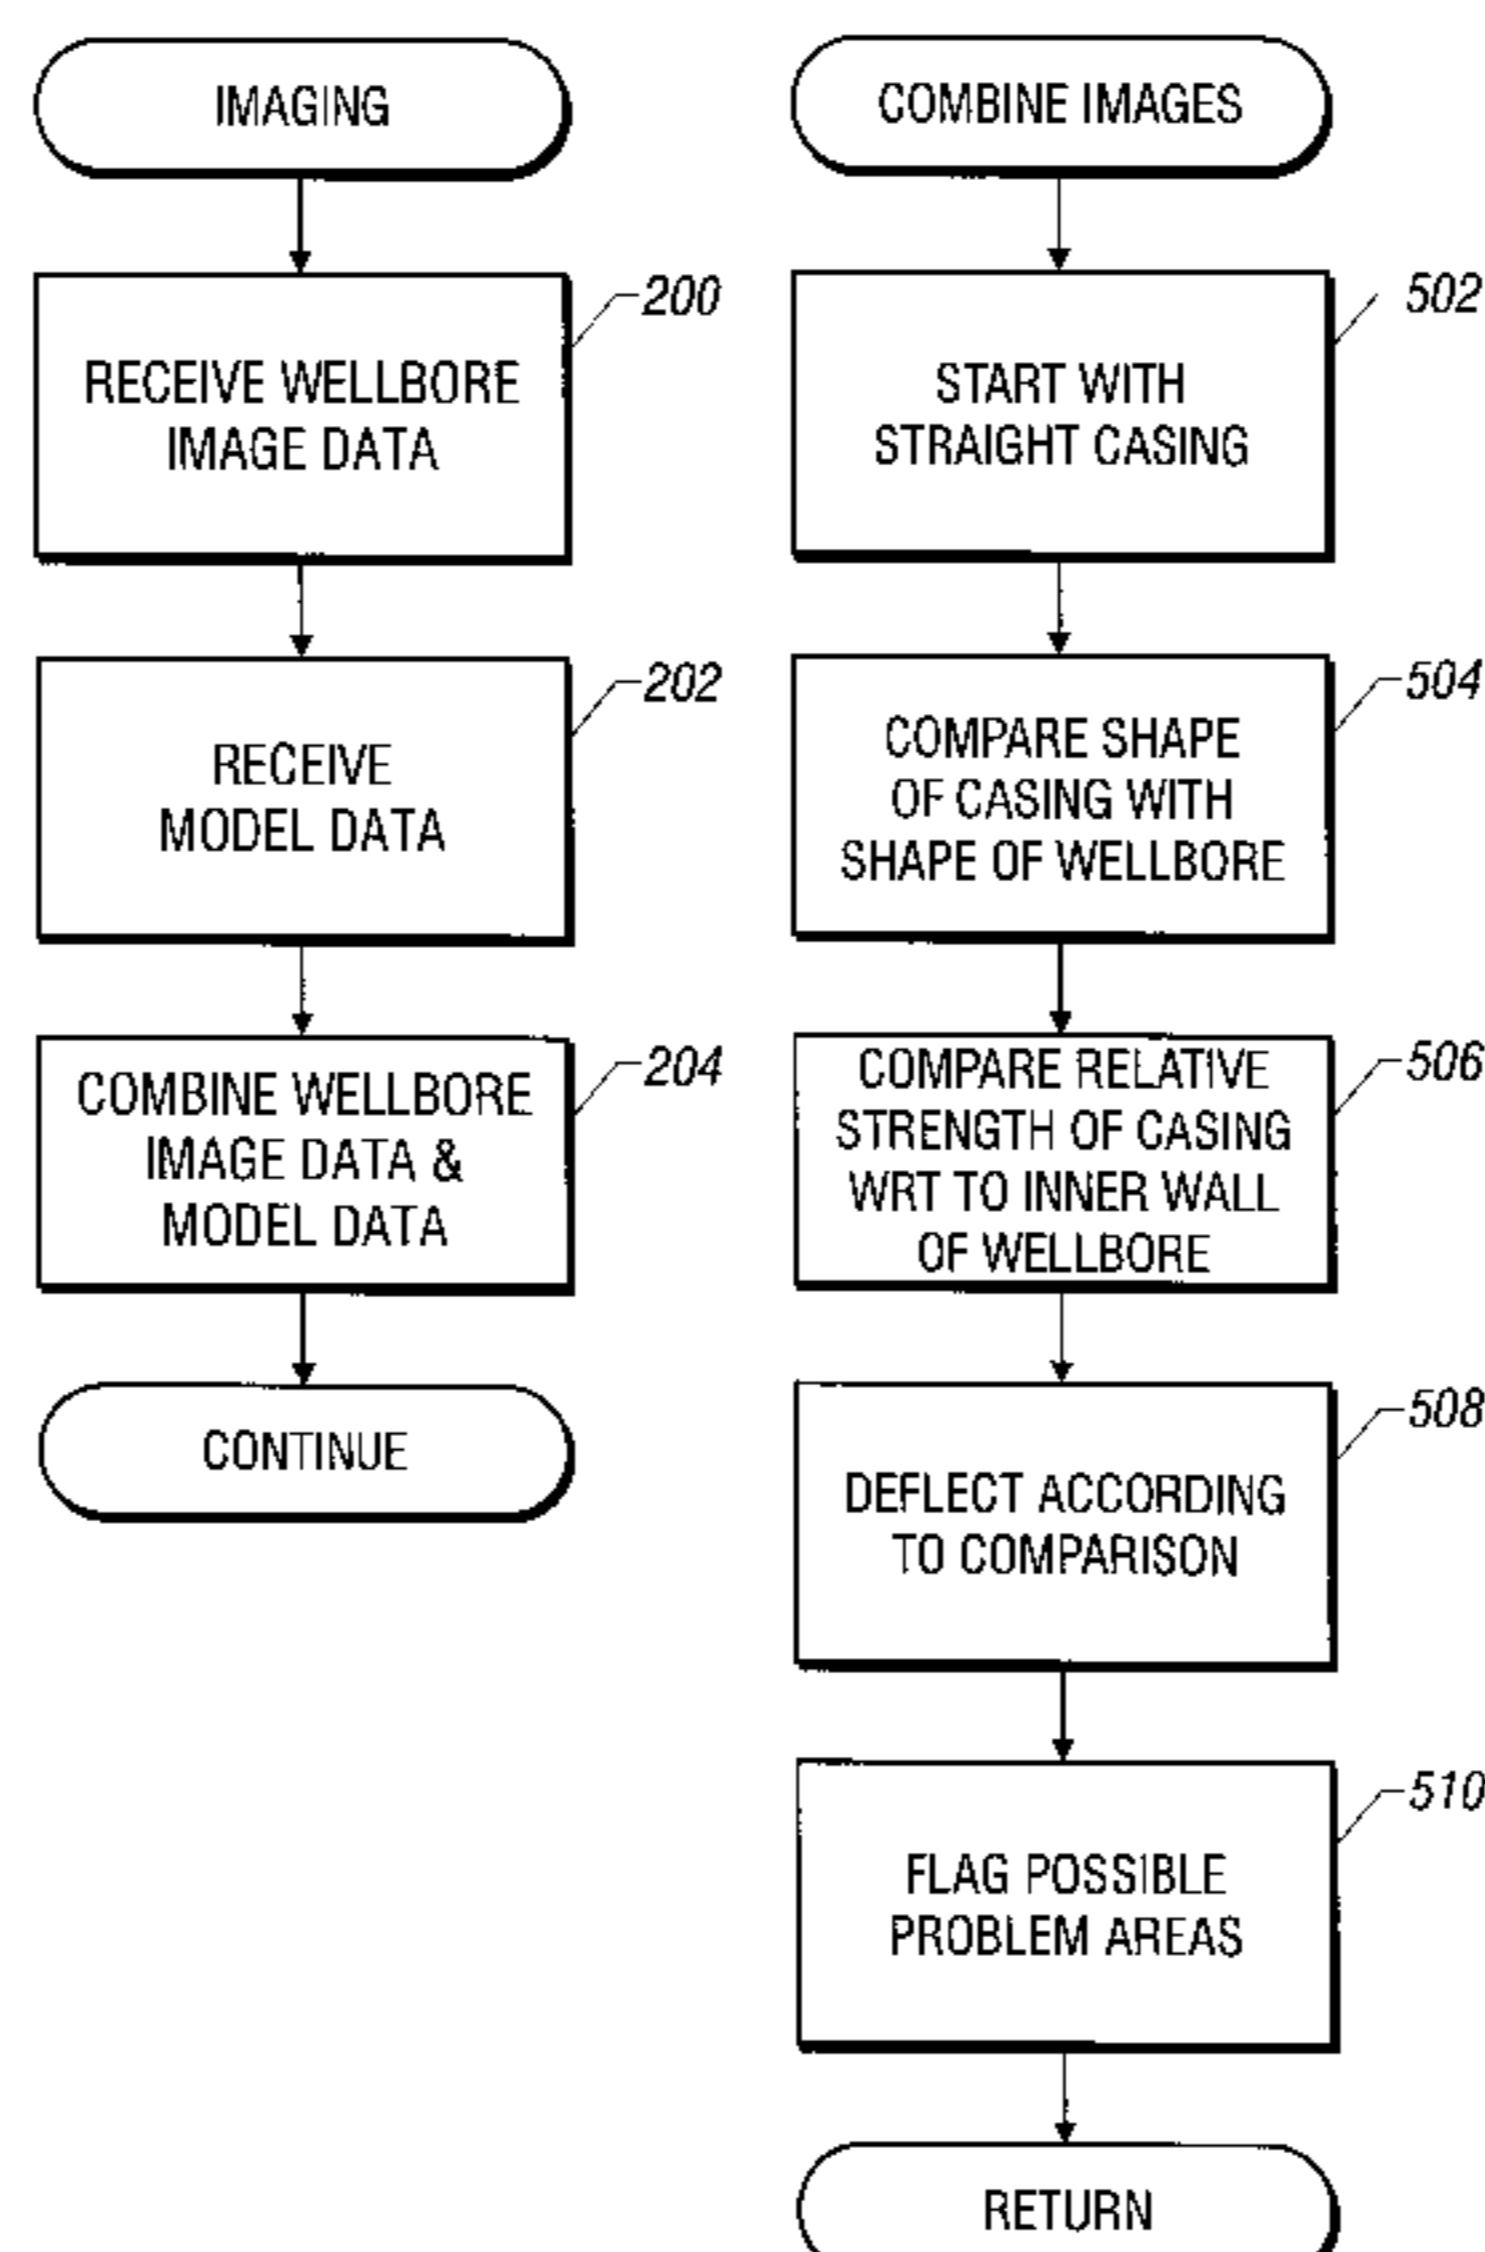 IMAGING
200
RECEIVE WELLBORE
IMAGE DATA
202
RECEIVE
MODEL DATA
204
COMBINE WELLBORE
IMAGE DATA &
MODEL DATA
CONTINUE
COMBINE IMAGES
502
START WITH
STRAIGHT CASING
504
COMPARE SHAPE
OF CASING WITH
SHAPE OF WELLBORE
506
COMPARE RELATIVE
STRENGTH OF CASING
WRT TO INNER WALL
OF WELLBORE
508
DEFLECT ACCORDING
TO COMPARISON
510
FLAG POSSIBLE
PROBLEM AREAS
RETURN